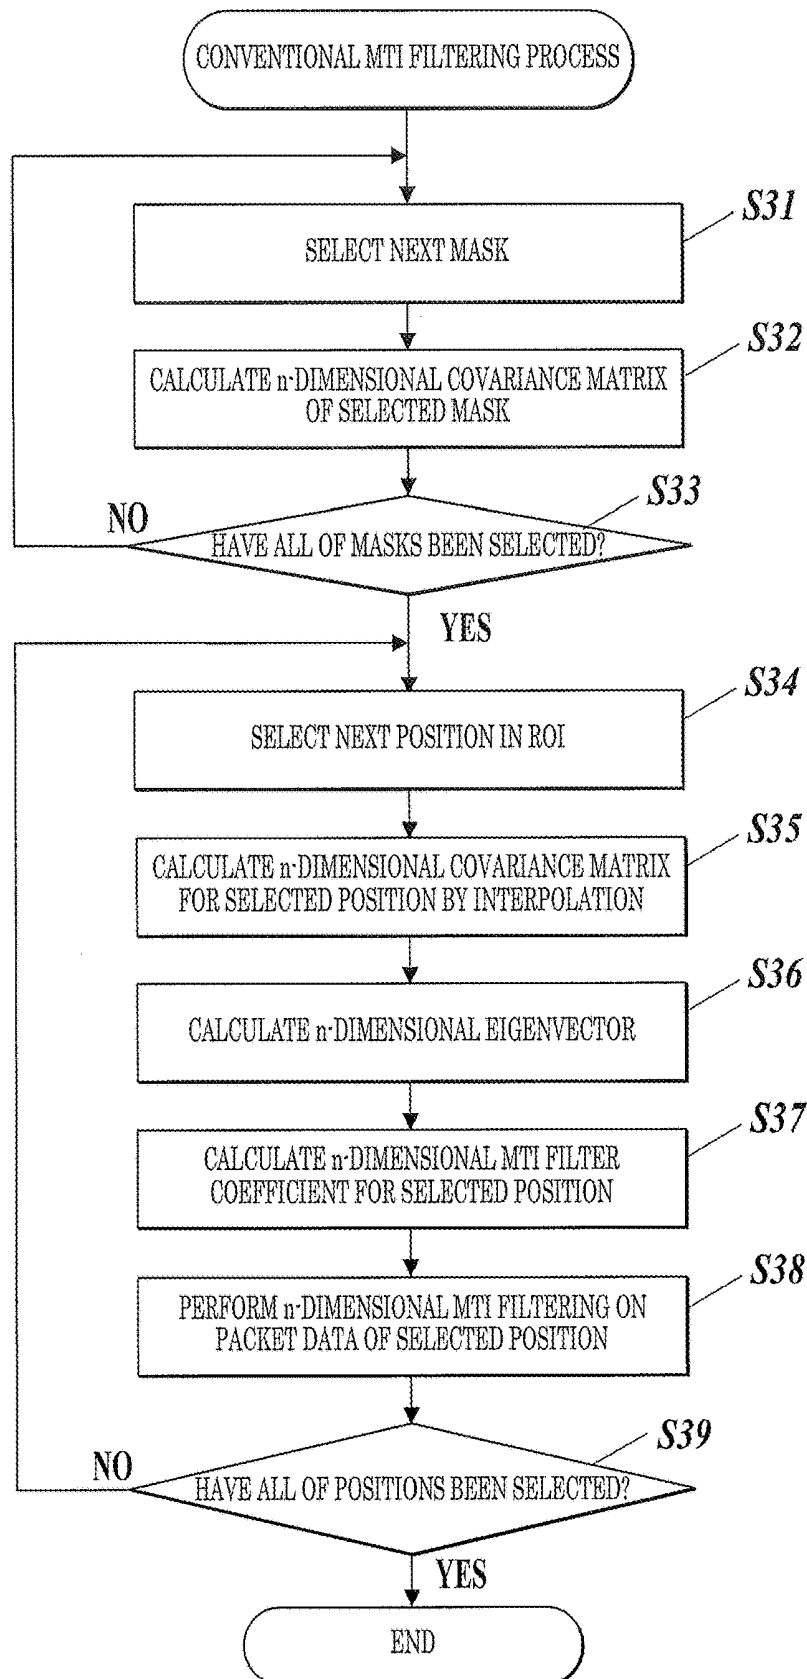 CONVENTIONAL MTI FILTERING PROCESS
S31
SELECT NEXT MASK
S32
CALCULATE n-DIMENSIONAL COVARIANCE MATRIX
OF SELECTED MASK
S33
NO
HAVE ALL OF MASKS BEEN SELECTED?
YES
S34
SELECT NEXT POSITION IN ROI
S35
CALCULATE n-DIMENSIONAL COVARIANCE MATRIX
FOR SELECTED POSITION BY INTERPOLATION
S36
CALCULATE n-DIMENSIONAL EIGENVECTOR
S37
CALCULATE n-DIMENSIONAL MTI FILTER
COEFFICIENT FOR SELECTED POSITION
S38
PERFORM n-DIMENSIONAL MTI FILTERING ON
PACKET DATA OF SELECTED POSITION
S39
NO
HAVE ALL OF POSITIONS BEEN SELECTED?
YES
END